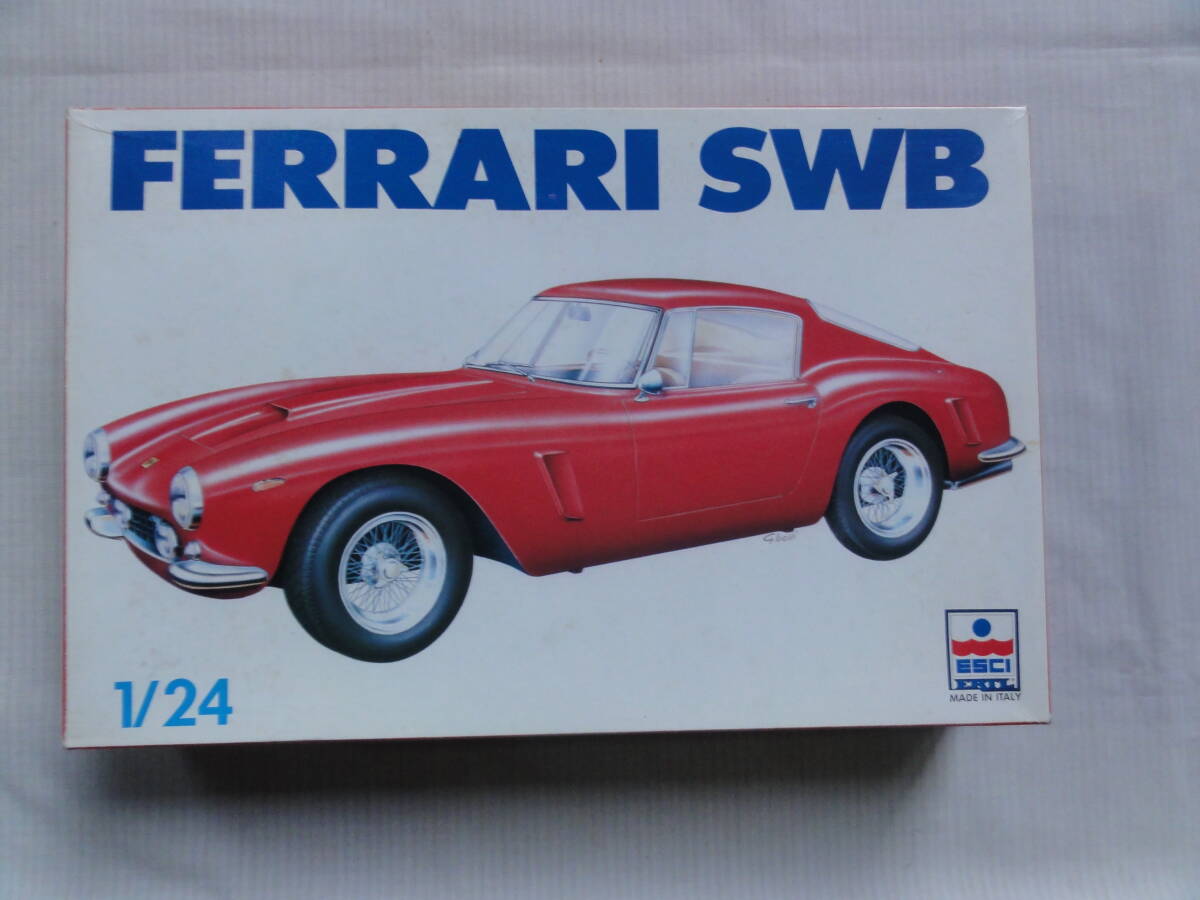 FERRARI SWB
1/24
ESCI
ERTL
MADE IN ITALY